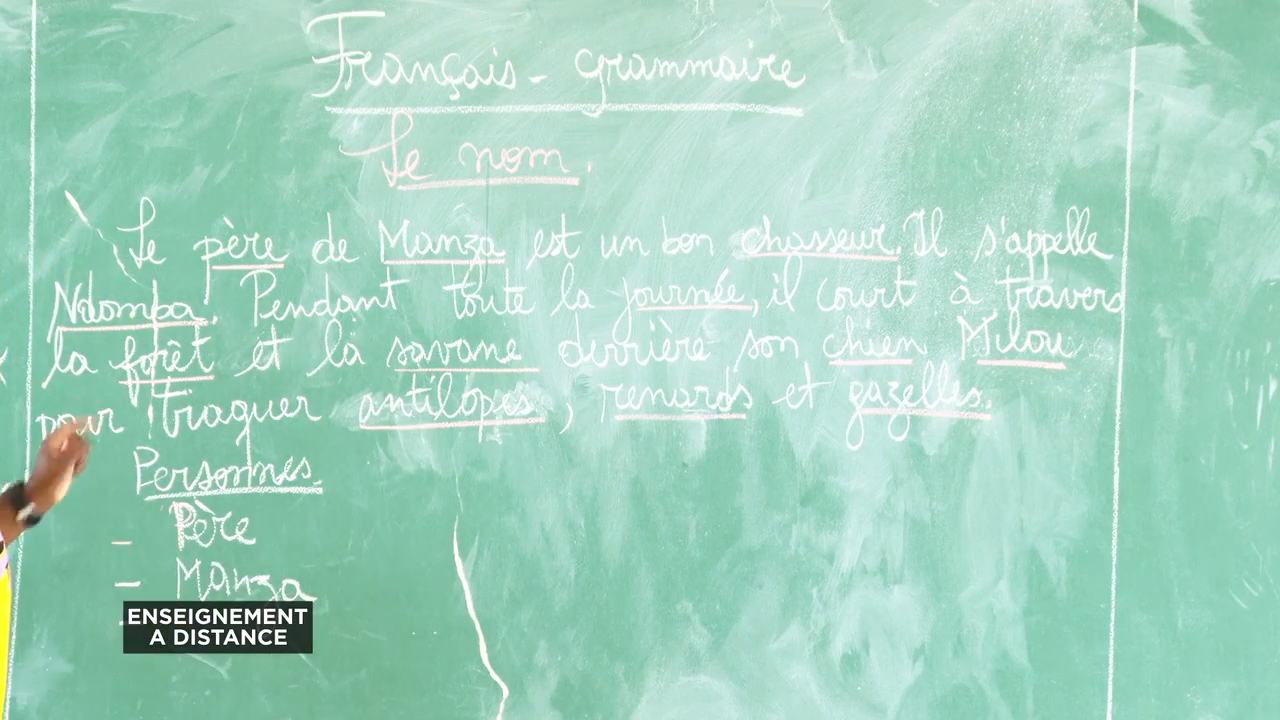 Français - grammaire
Le nom.
Le père de Manza est un bon chasseur. Il s'appelle
Ndomba. Pendant toute la journée, il court à travers
la forêt et la savane derrière son chien Milou
pour traquer antilopes, renards et gazelles.
Personnes
- Père
- Manza
ENSEIGNEMENT
A DISTANCE